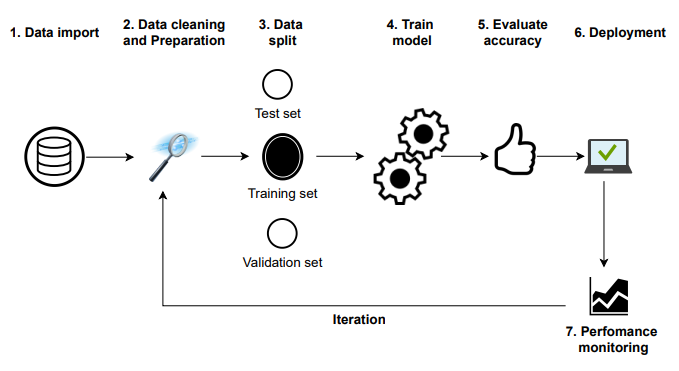 1. Data import
2. Data cleaning
and Preparation
3. Data
split
4. Train
model
5. Evaluate
accuracy
6. Deployment
Test set
Training set
Validation set
Iteration
7. Perfomance
monitoring